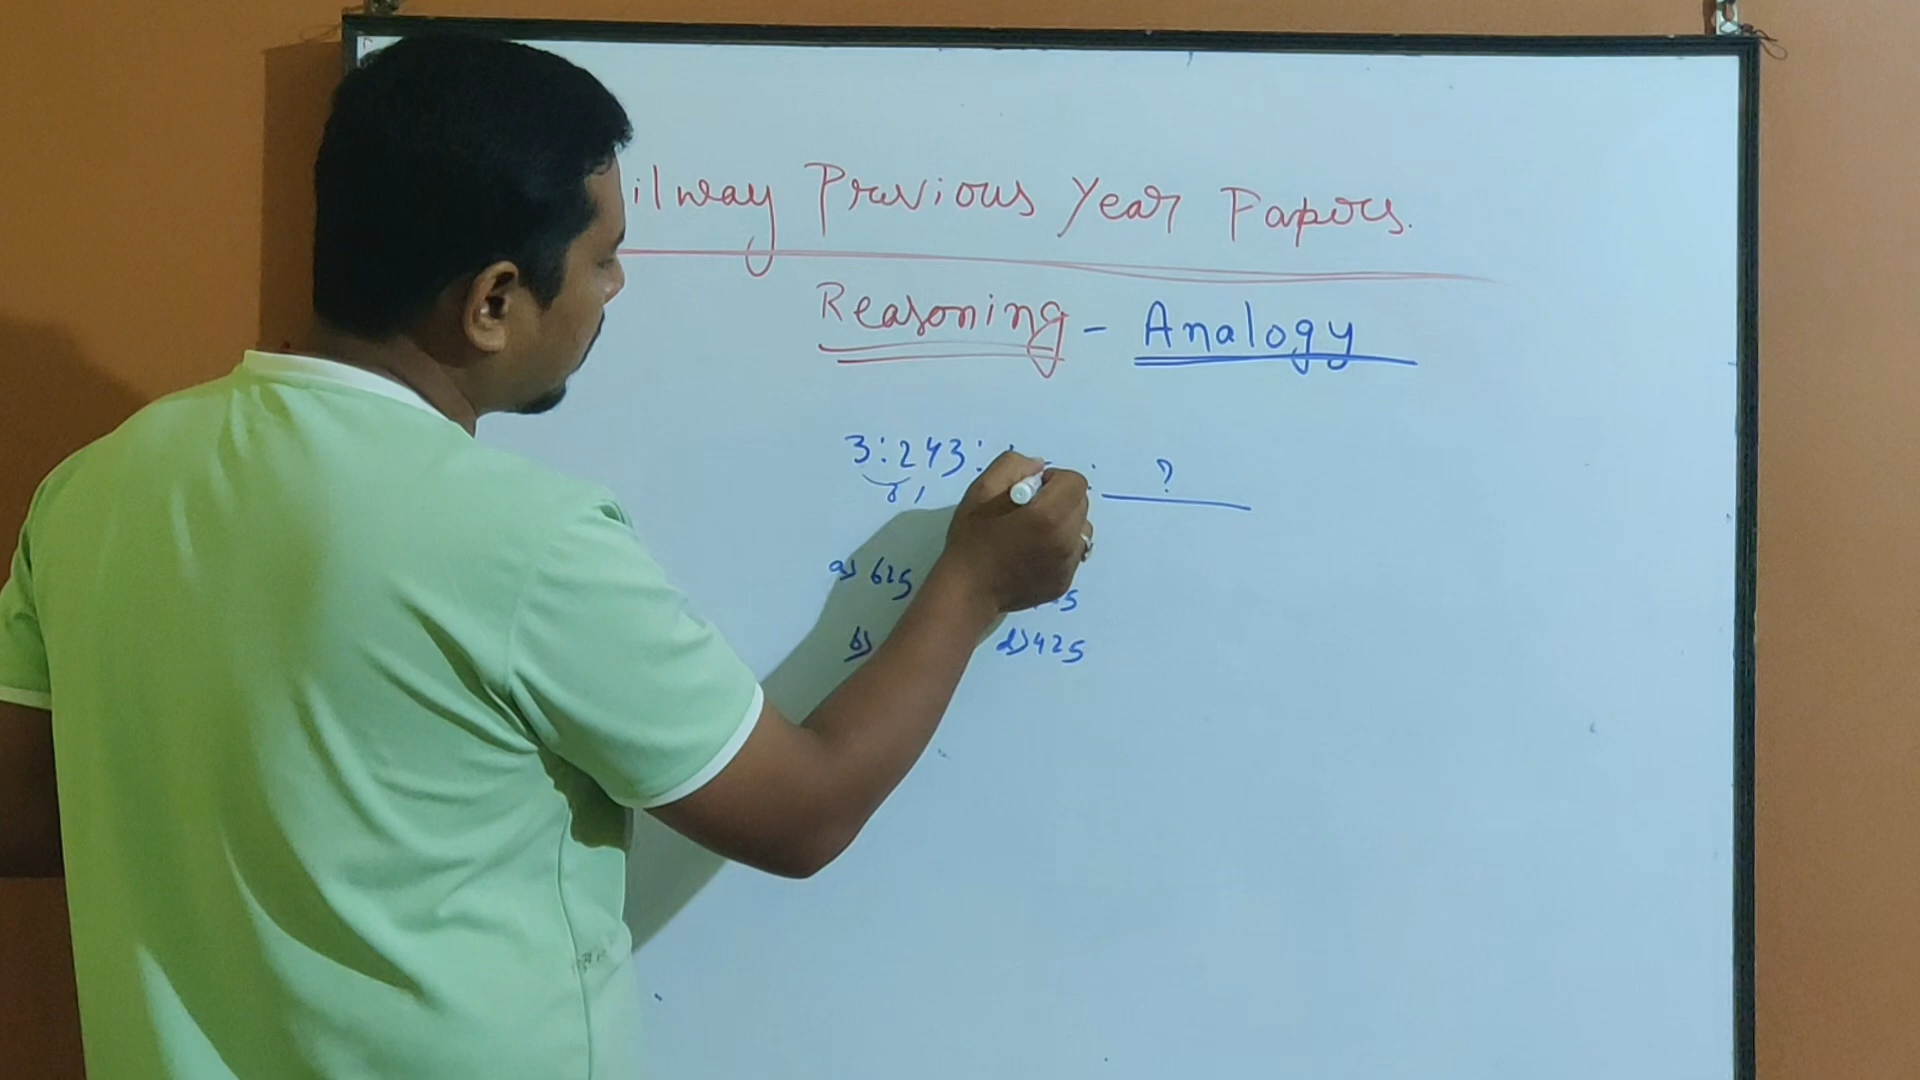 ilway Previous Year Papers.
Reasoning - Analogy
3:243: : ?
a) 625
b) d) 425